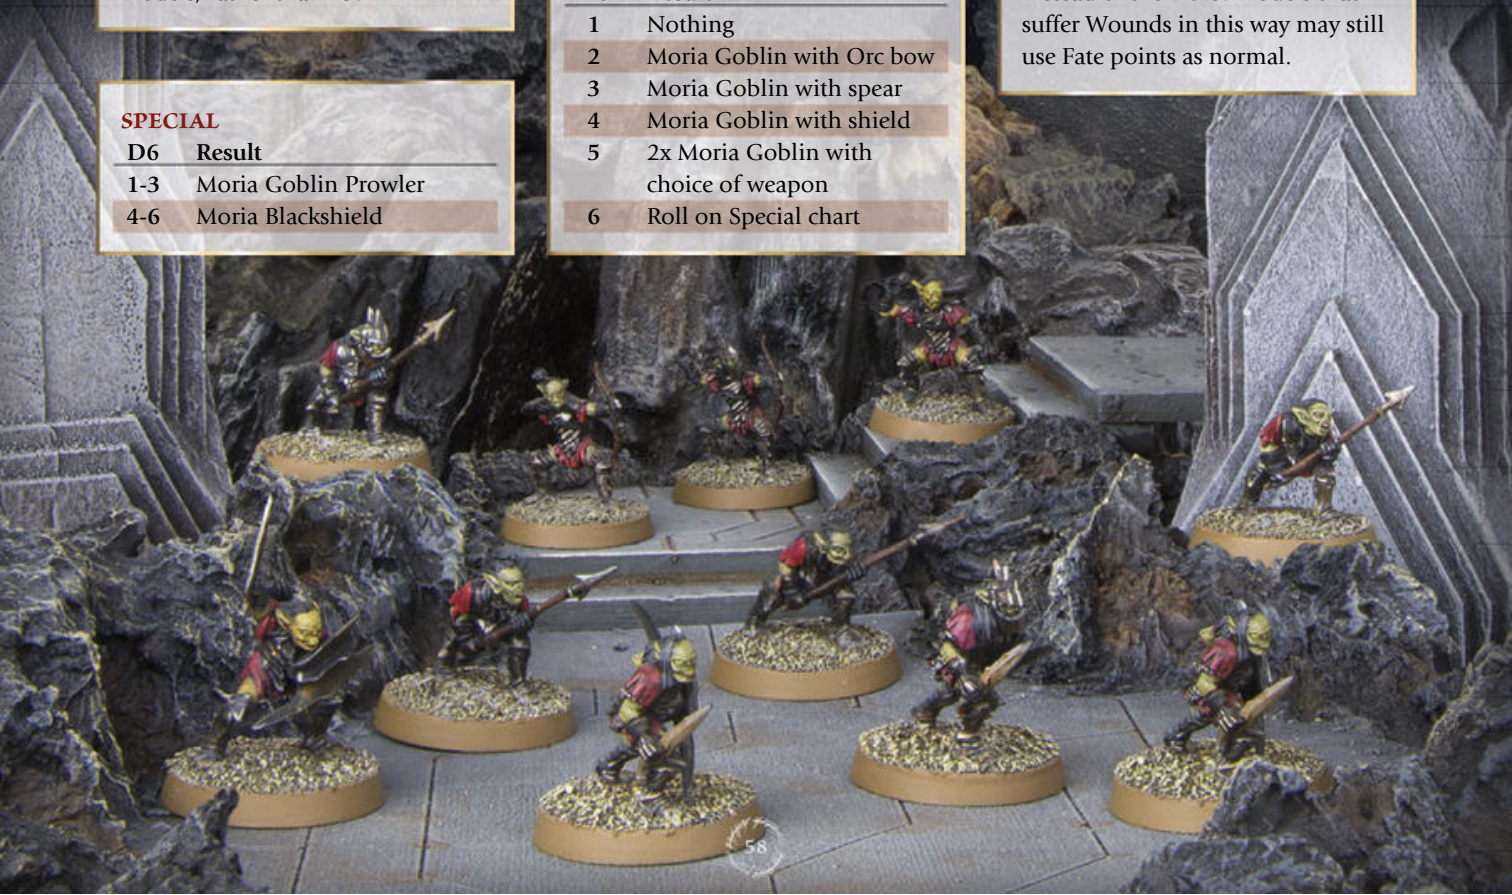 SPECIAL
D6 Result
1-3 Moria Goblin Prowler
4-6 Moria Blackshield
1 Nothing
2 Moria Goblin with Orc bow
3 Moria Goblin with spear
4 Moria Goblin with shield
5 2x Moria Goblin with
choice of weapon
6 Roll on Special chart
suffer Wounds in this way may still
use Fate points as normal.
58